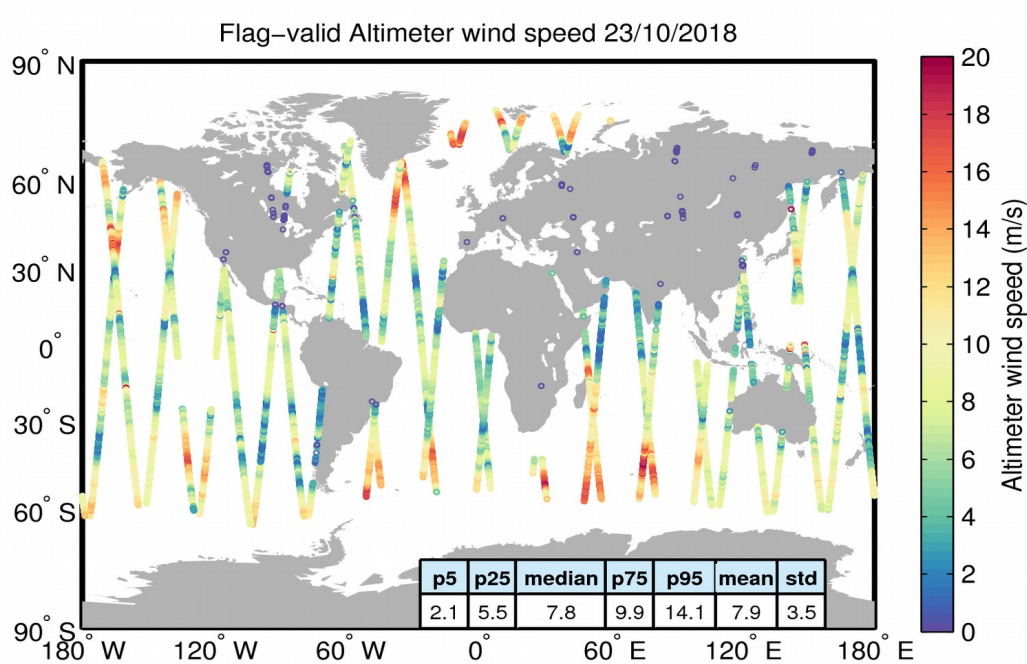 Flag-valid Altimeter wind speed 23/10/2018
90° N
60° N
30° N
0°
30° S
60° S
90° S
180° W
120° W
60° W
0°
60° E
120° E
180° E
p5 p25 median p75 p95 mean std
2.1 5.5 7.8 9.9 14.1 7.9 3.5
20
18
16
14
12
10
8
6
4
2
0
Altimeter wind speed (m/s)